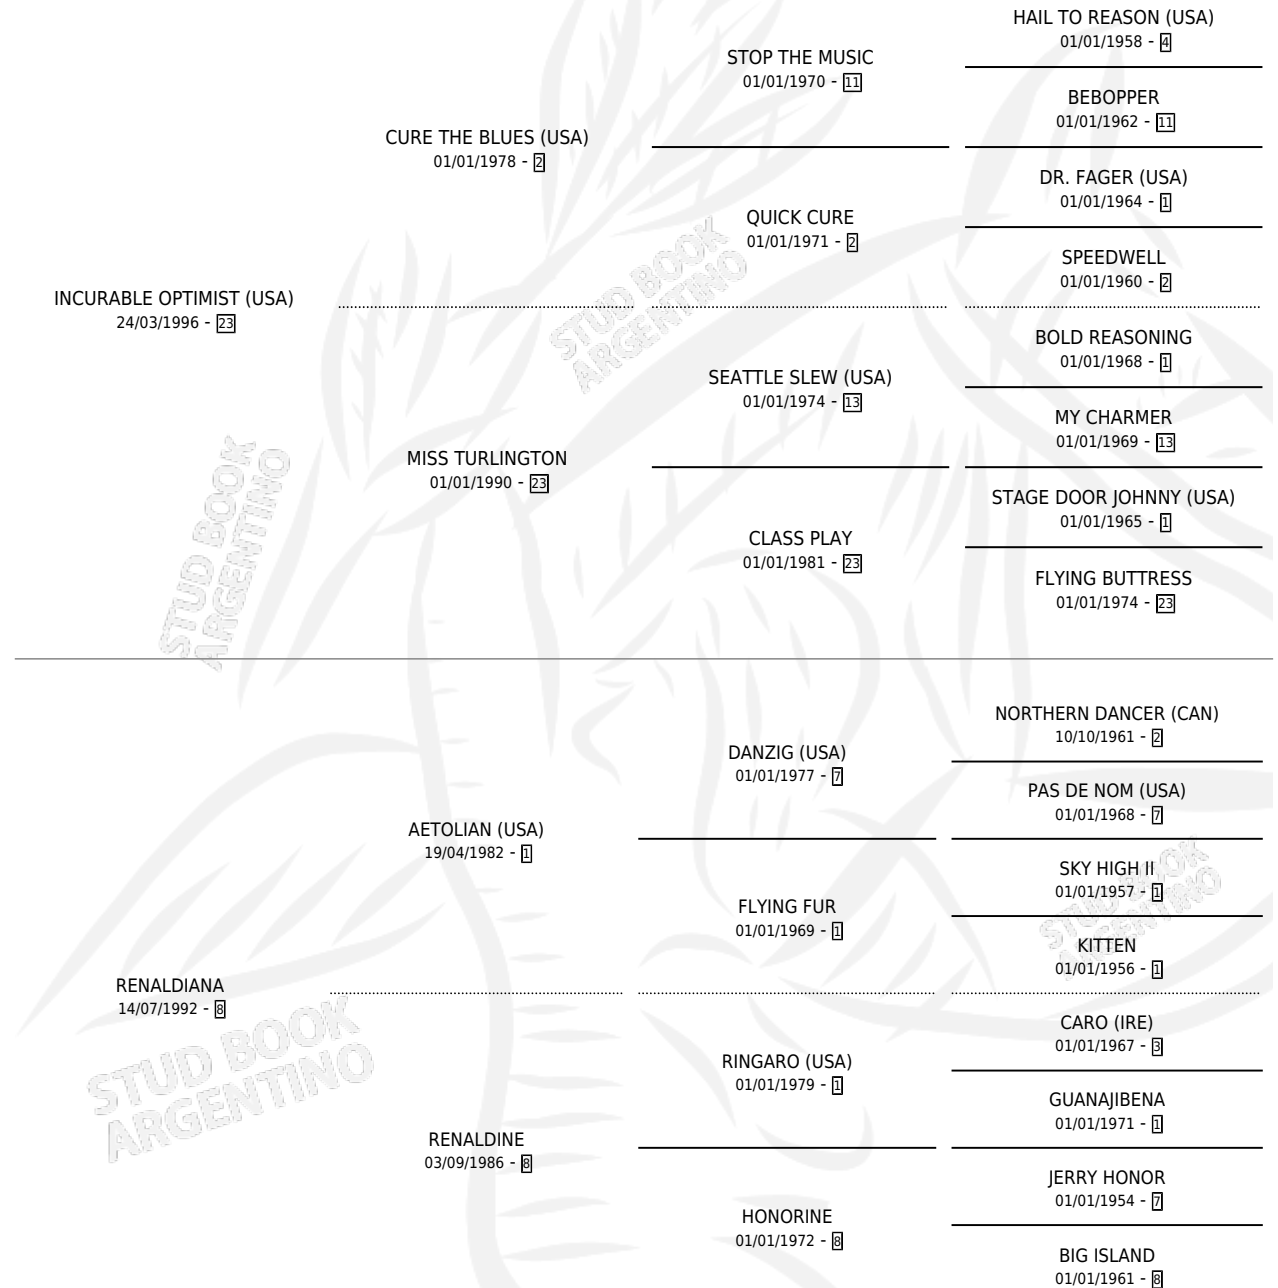 HAIL TO REASON (USA)
01/01/1958 - 4
STOP THE MUSIC
01/01/1970 - 11
BEBOPPER
01/01/1962 - 11
CURE THE BLUES (USA)
01/01/1978 - 2
DR. FAGER (USA)
01/01/1964 - 1
QUICK CURE
01/01/1971 - 2
SPEEDWELL
01/01/1960 - 2
INCURABLE OPTIMIST (USA)
24/03/1996 - 23
BOLD REASONING
01/01/1968 - 1
SEATTLE SLEW (USA)
01/01/1974 - 13
MY CHARMER
01/01/1969 - 13
MISS TURLINGTON
01/01/1990 - 23
STAGE DOOR JOHNNY (USA)
01/01/1965 - 1
CLASS PLAY
01/01/1981 - 23
FLYING BUTTRESS
01/01/1974 - 23
NORTHERN DANCER (CAN)
10/10/1961 - 2
DANZIG (USA)
01/01/1977 - 7
PAS DE NOM (USA)
01/01/1968 - 7
AETOLIAN (USA)
19/04/1982 - 1
SKY HIGH II
01/01/1957 - 1
FLYING FUR
01/01/1969 - 1
KITTEN
01/01/1956 - 1
RENALDIANA
14/07/1992 - 8
CARO (IRE)
01/01/1967 - 3
RINGARO (USA)
01/01/1979 - 1
GUANAJIBENA
01/01/1971 - 1
RENALDINE
03/09/1986 - 8
JERRY HONOR
01/01/1954 - 7
HONORINE
01/01/1972 - 8
BIG ISLAND
01/01/1961 - 8
STUD BOOK
ARGENTINO
STUD BOOK
ARGENTINO
STUD BOOK
ARGENTINO
STUD BOOK
ARGENTINO